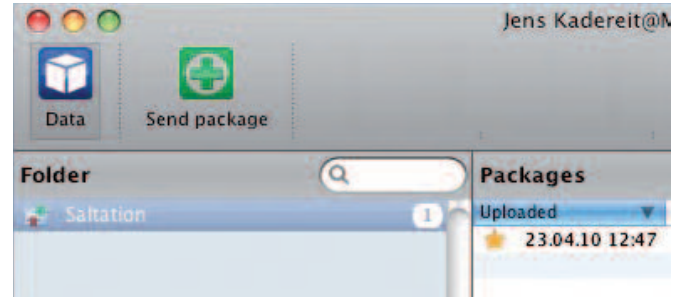 Jens Kadereit@M
Data
Send package
Folder
Packages
Saltation
1
Uploaded
23.04.10 12:47